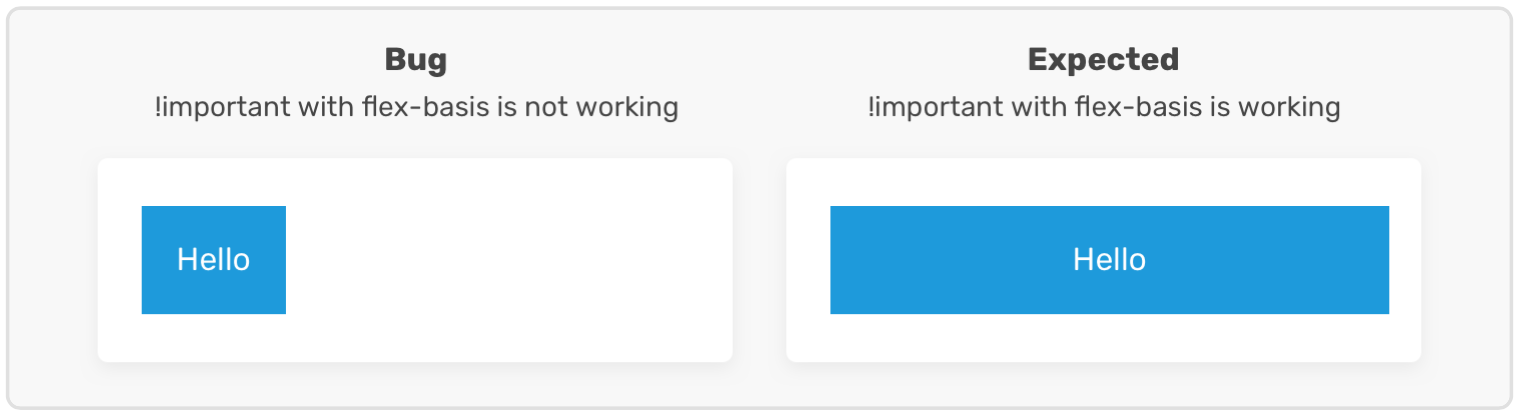 Bug
!important with flex-basis is not working
Hello
Expected
!important with flex-basis is working
Hello